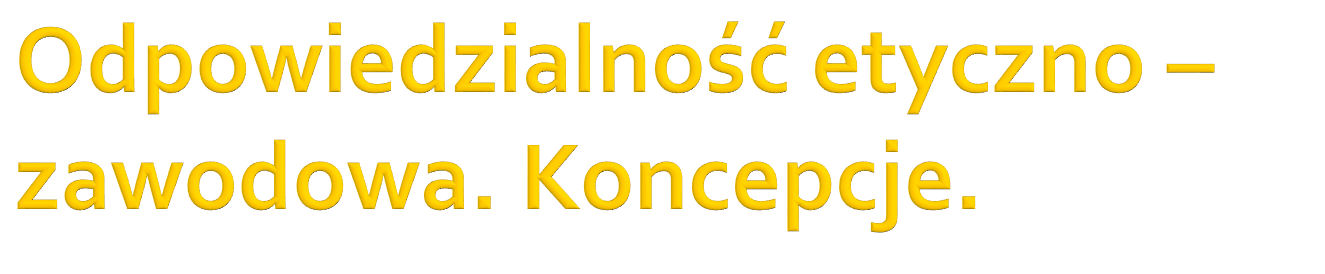 Odpowiedzialność etyczno –
zawodowa. Koncepcje.